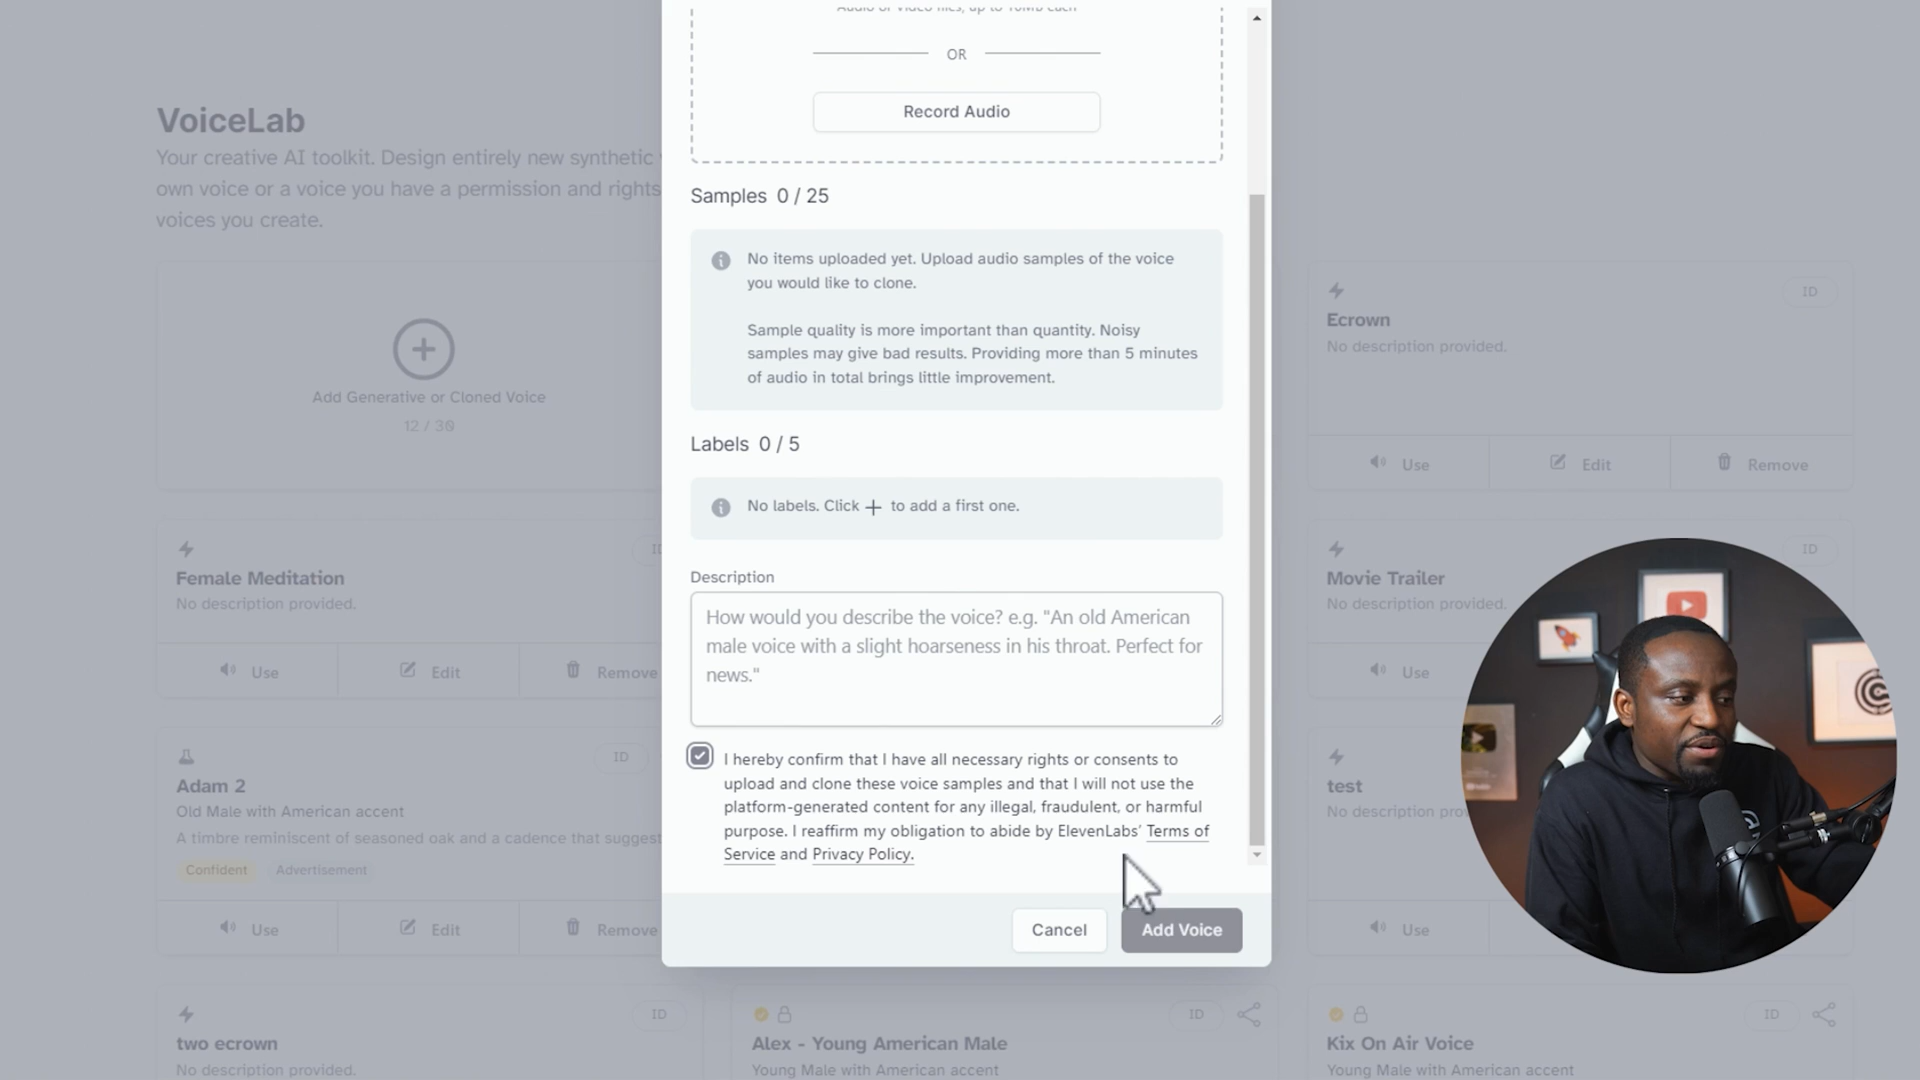 Audio or video files, up to 10MB each
OR
Record Audio
Samples 0 / 25
No items uploaded yet. Upload audio samples of the voice
you would like to clone.
Sample quality is more important than quantity. Noisy
samples may give bad results. Providing more than 5 minutes
of audio in total brings little improvement.
Labels 0 / 5
No labels. Click + to add a first one.
Description
How would you describe the voice? e.g. "An old American
male voice with a slight hoarseness in his throat. Perfect for
news."
I hereby confirm that I have all necessary rights or consents to
upload and clone these voice samples and that I will not use the
platform-generated content for any illegal, fraudulent, or harmful
purpose. I reaffirm my obligation to abide by ElevenLabs' Terms of
Service and Privacy Policy.
Cancel
Add Voice
VoiceLab
Your creative AI toolkit. Design entirely new synthetic
own voice or a voice you have a permission and rights
voices you create.
Add Generative or Cloned Voice
12 / 30
ID
Ecrown
No description provided.
Use
Edit
Remove
Female Meditation
No description provided.
Use
Edit
Remove
ID
Movie Trailer
No description provided.
Use
ID
Adam 2
Old Male with American accent
A timbre reminiscent of seasoned oak and a cadence that suggest
Confident
Advertisement
Use
Edit
Remove
test
Use
ID
two ecrown
No description provided.
ID
Alex - Young American Male
Young Male with American accent
ID
Kix On Air Voice
Young Male with American accent